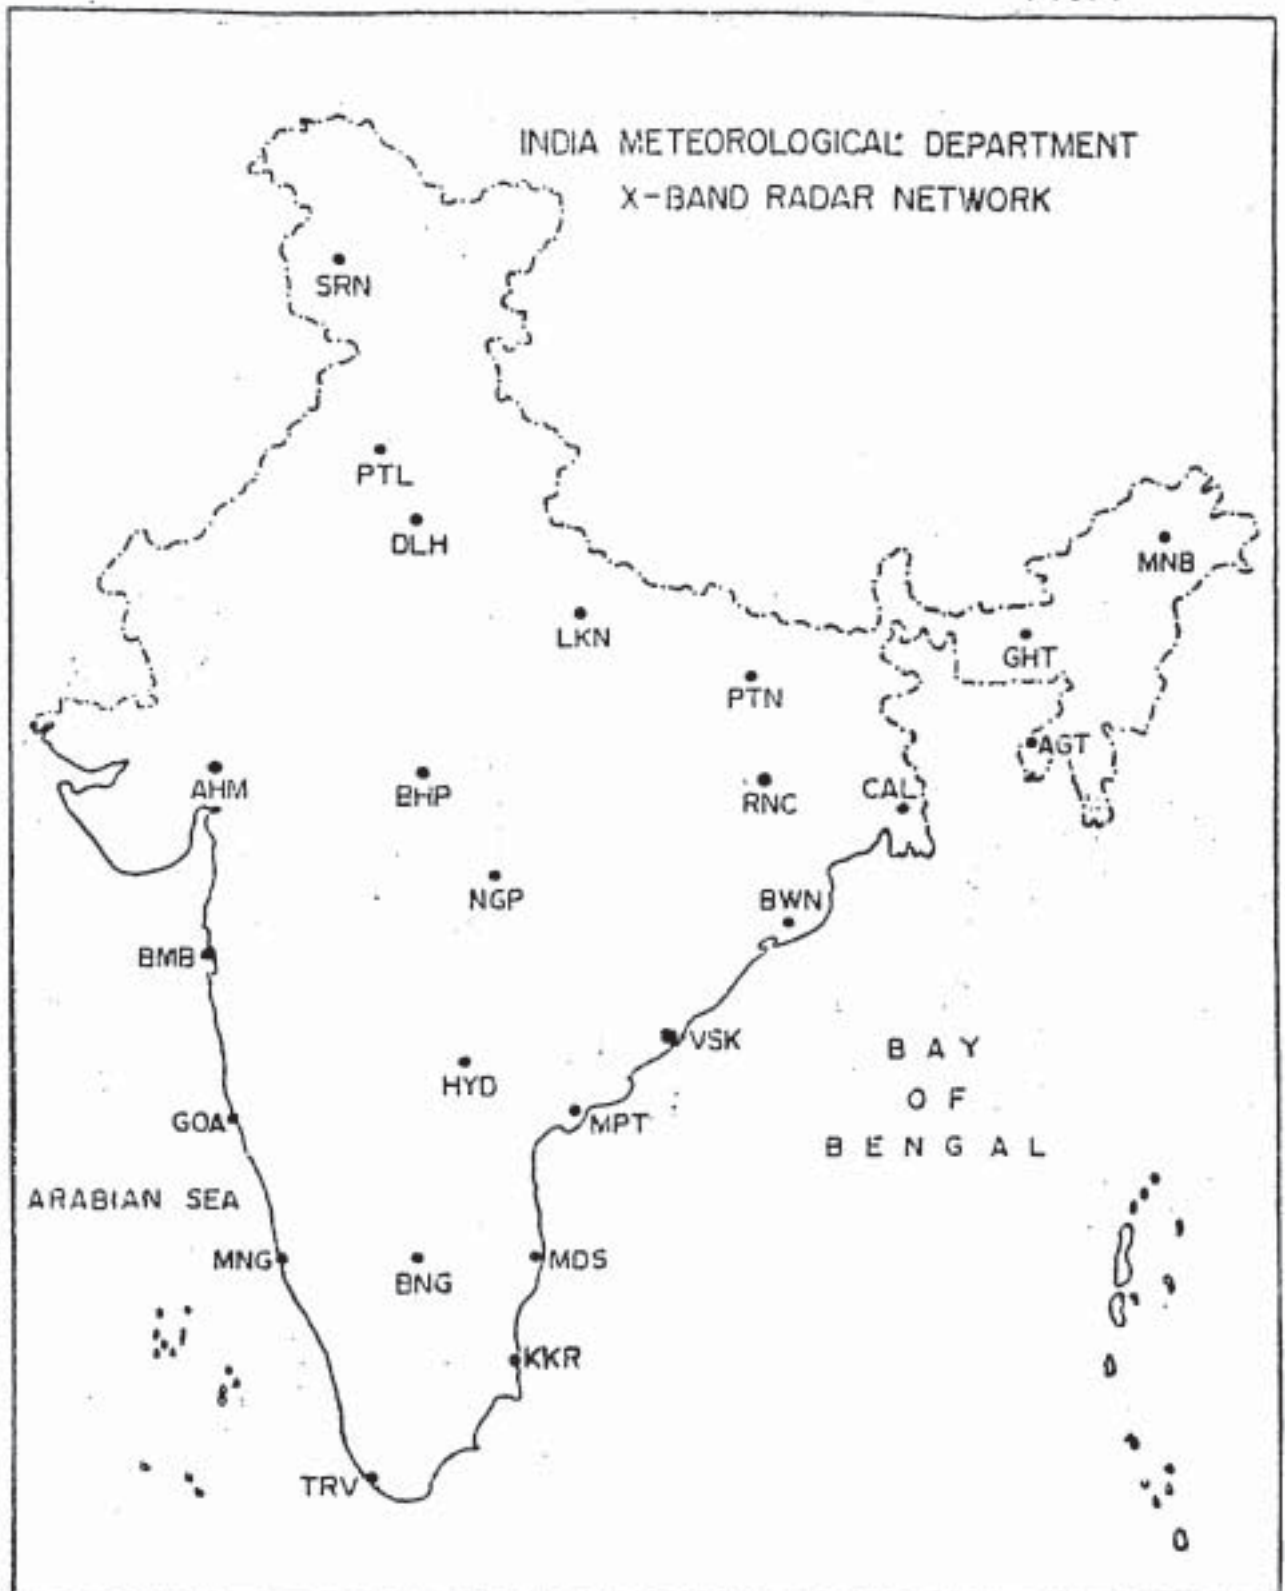 INDIA METEOROLOGICAL DEPARTMENT
X-BAND RADAR NETWORK
SRN
PTL
DLH
MNB
LKN
GHT
PTN
AGT
AHM
BHP
RNC
CAL
NGP
BWN
BMB
VSK
HYD
GOA
MPT
BAY
OF
BENGAL
ARABIAN SEA
MNG
BNG
MDS
KKR
TRV